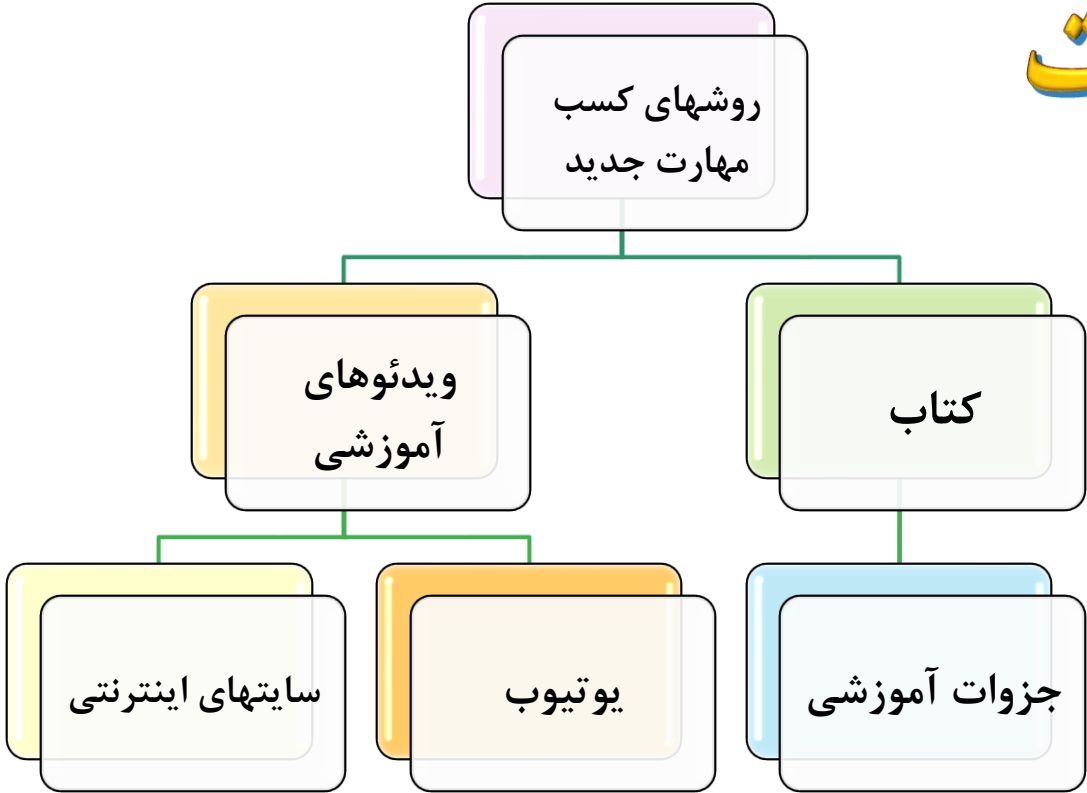 روشهای کسب
مهارت جدید
کتاب
ویدئوهای
آموزشی
جزوات آموزشی
یوتیوب
سایتهای اینترنتی